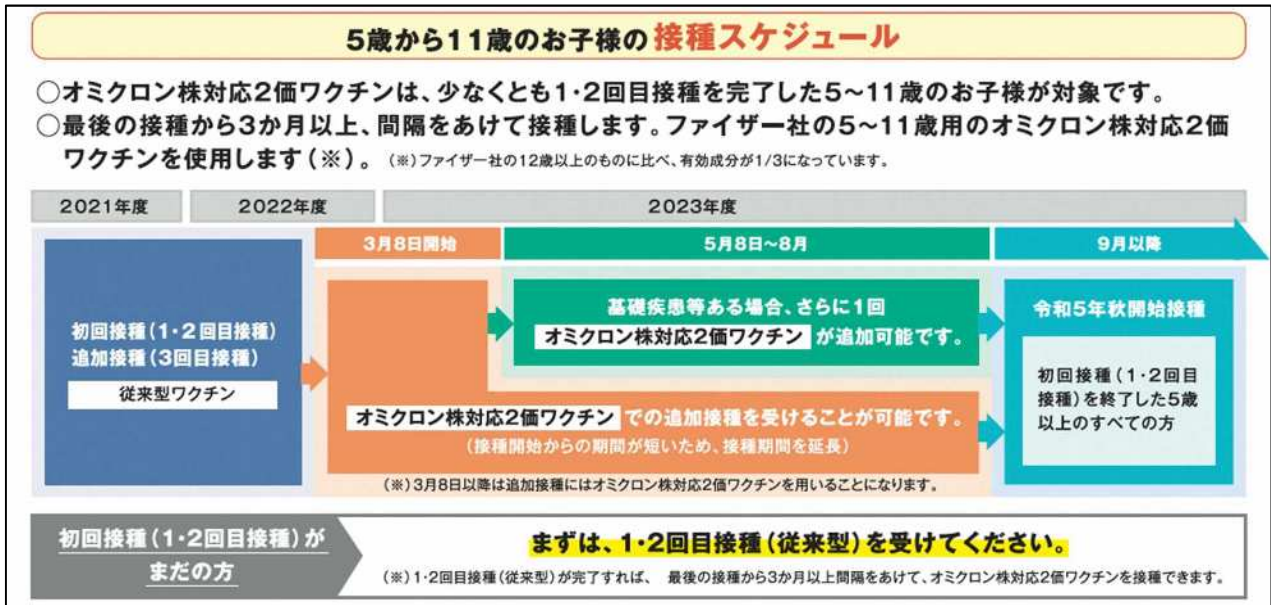 5歳から11歳のお子様の接種スケジュール
○オミクロン株対応2価ワクチンは、少なくとも1・2回目接種を完了した5～11歳のお子様が対象です。
○最後の接種から3か月以上、間隔をあけて接種します。ファイザー社の5～11歳用のオミクロン株対応2価
ワクチンを使用します(※)。(※)ファイザー社の12歳以上のものに比べ、有効成分が1/3になっています。
2021年度 2022年度 2023年度
3月8日開始 5月8日～8月 9月以降
初回接種(1・2回目接種)
追加接種(3回目接種)
従来型ワクチン
基礎疾患等ある場合、さらに1回
オミクロン株対応2価ワクチン が追加可能です。
オミクロン株対応2価ワクチン での追加接種を受けることが可能です。
(接種開始からの期間が短いため、接種期間を延長)
(※)3月8日以降は追加接種にはオミクロン株対応2価ワクチンを用いることになります。
令和5年秋開始接種
初回接種(1・2回目
接種)を終了した5歳
以上のすべての方
初回接種(1・2回目接種)が
まだの方
まずは、1・2回目接種(従来型)を受けてください。
(※)1・2回目接種(従来型)が完了すれば、 最後の接種から3か月以上間隔をあけて、オミクロン株対応2価ワクチンを接種できます。